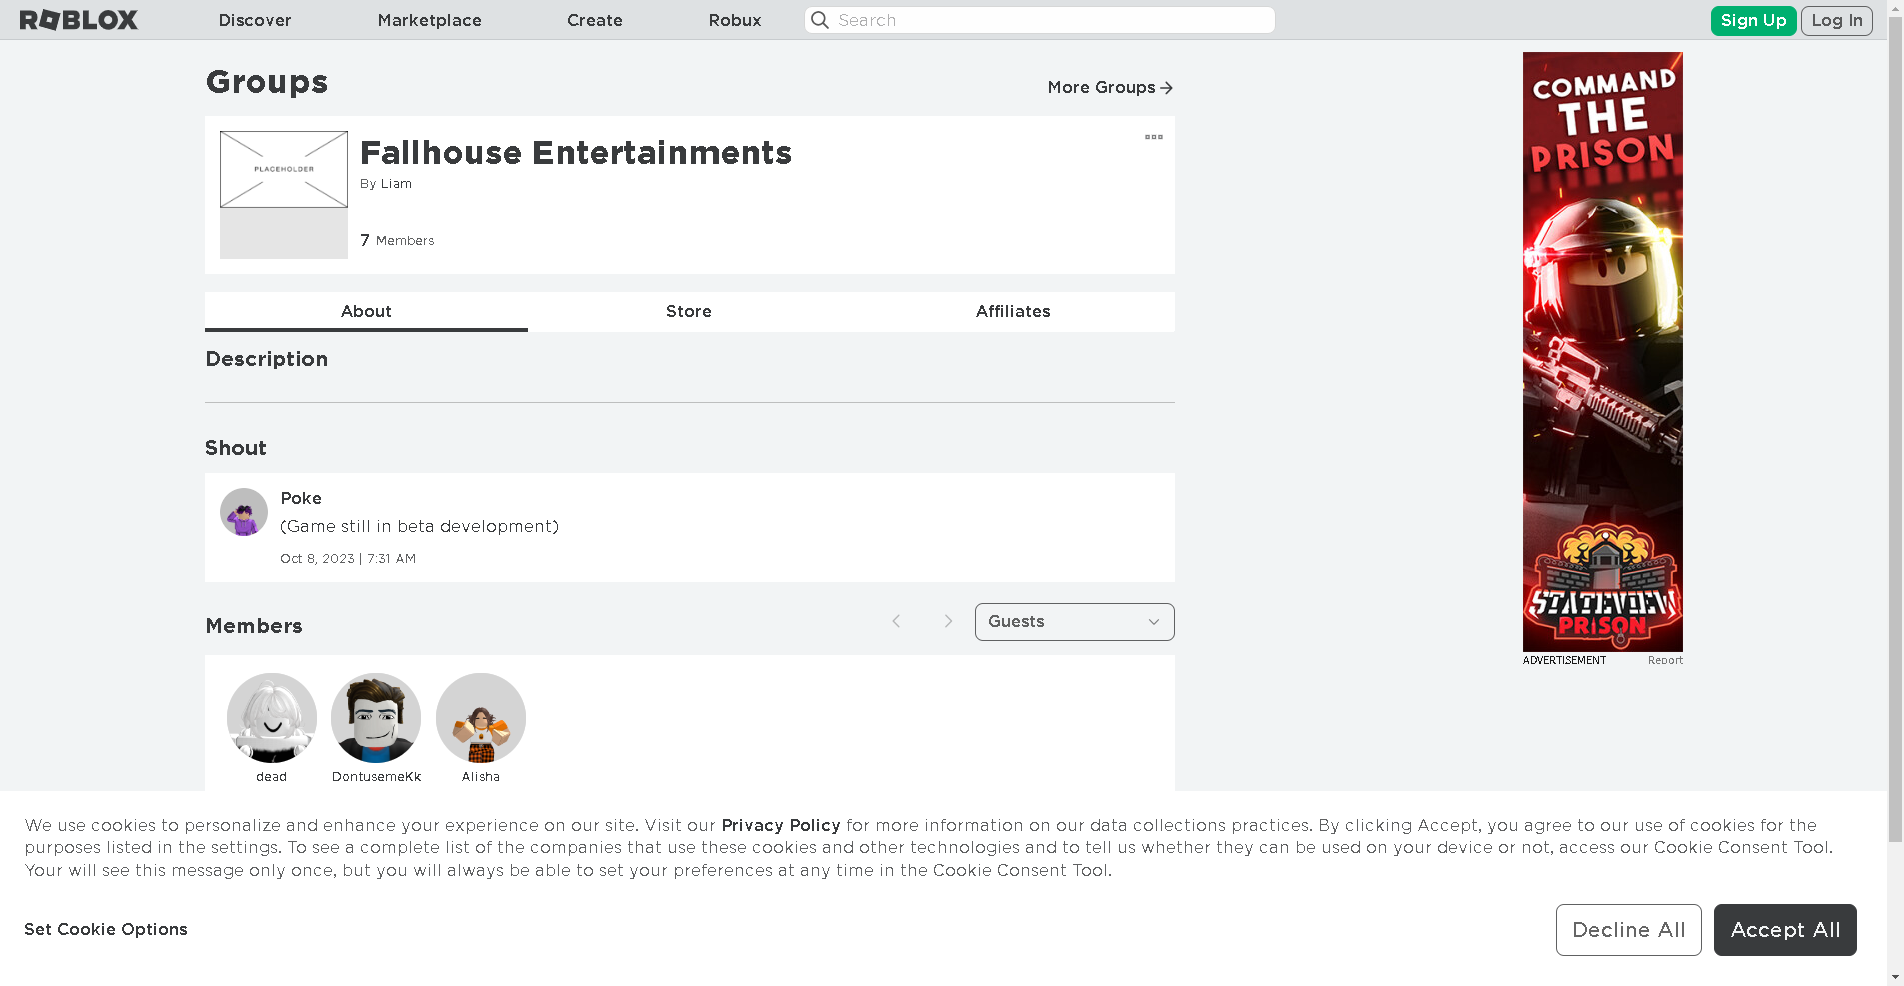 ROBLOX Discover Marketplace Create Robux Search Sign Up Log In
Groups
More Groups
PLACEHOLDER
Fallhouse Entertainments
By Liam
7 Members
About Store Affiliates
Description
Shout
Poke
(Game still in beta development)
Oct 8, 2023 | 7:31 AM
Members
Guests
dead DontusemeKk Alisha
COMMAND
THE
PRISON
PRISON
ADVERTISEMENT Report
We use cookies to personalize and enhance your experience on our site. Visit our Privacy Policy for more information on our data collections practices. By clicking Accept, you agree to our use of cookies for the
purposes listed in the settings. To see a complete list of the companies that use these cookies and other technologies and to tell us whether they can be used on your device or not, access our Cookie Consent Tool.
Your will see this message only once, but you will always be able to set your preferences at any time in the Cookie Consent Tool.
Set Cookie Options
Decline All Accept All